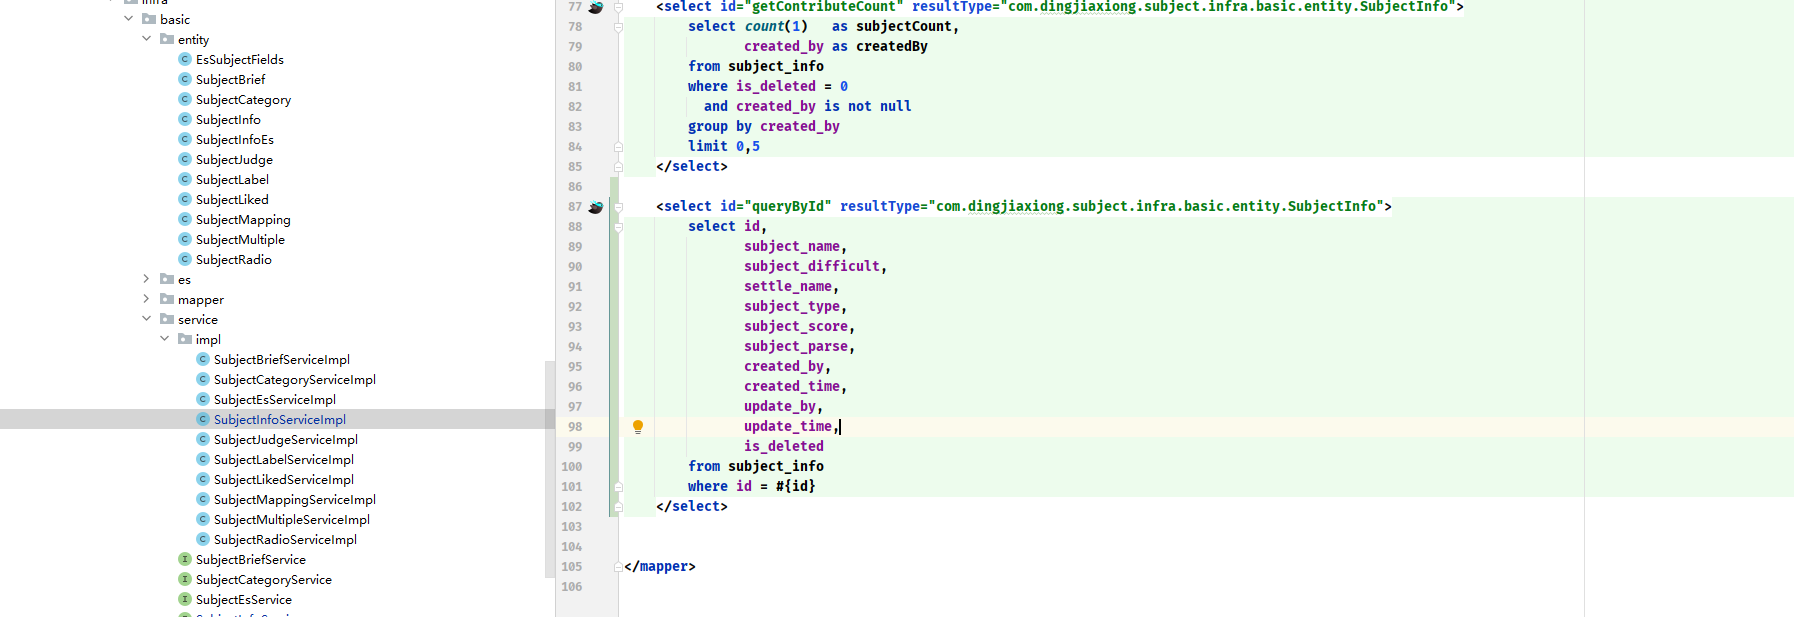 infra
basic
entity
EsSubjectFields
SubjectBrief
SubjectCategory
SubjectInfo
SubjectInfoEs
SubjectJudge
SubjectLabel
SubjectLiked
SubjectMapping
SubjectMultiple
SubjectRadio
es
mapper
service
impl
SubjectBriefServiceImpl
SubjectCategoryServiceImpl
SubjectEsServiceImpl
SubjectInfoServiceImpl
SubjectJudgeServiceImpl
SubjectLabelServiceImpl
SubjectLikedServiceImpl
SubjectMappingServiceImpl
SubjectMultipleServiceImpl
SubjectRadioServiceImpl
SubjectBriefService
SubjectCategoryService
SubjectEsService
77 <select id="getContributeCount" resultType="com.dingjiaxiong.subject.infra.basic.entity.SubjectInfo">
78 select count(1) as subjectCount,
79 created_by as createdBy
80 from subject_info
81 where is_deleted = 0
82 and created_by is not null
83 group by created_by
84 limit 0,5
85 </select>
86
87 <select id="queryById" resultType="com.dingjiaxiong.subject.infra.basic.entity.SubjectInfo">
88 select id,
89 subject_name,
90 subject_difficult,
91 settle_name,
92 subject_type,
93 subject_score,
94 subject_parse,
95 created_by,
96 created_time,
97 update_by,
98 update_time,
99 is_deleted
100 from subject_info
101 where id = #{id}
102 </select>
103
104
105 </mapper>
106